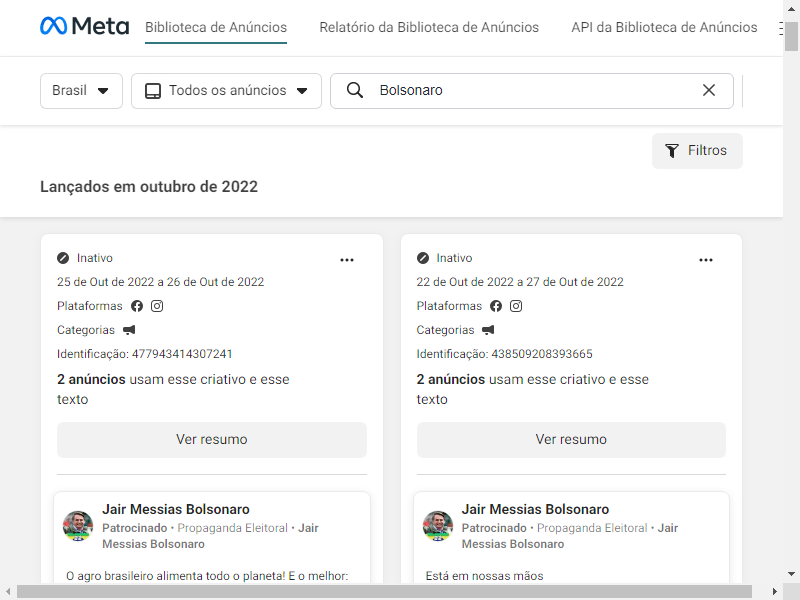 Meta Biblioteca de Anúncios Relatório da Biblioteca de Anúncios API da Biblioteca de Anúncios
Brasil Todos os anúncios Bolsonaro
Filtros
Lançados em outubro de 2022
Inativo
25 de Out de 2022 a 26 de Out de 2022
Plataformas
Categorias
Identificação: 477943414307241
2 anúncios usam esse criativo e esse
texto
Ver resumo
Jair Messias Bolsonaro
Patrocinado • Propaganda Eleitoral • Jair
Messias Bolsonaro
O agro brasileiro alimenta todo o planeta! E o melhor:
Inativo
22 de Out de 2022 a 27 de Out de 2022
Plataformas
Categorias
Identificação: 438509208393665
2 anúncios usam esse criativo e esse
texto
Ver resumo
Jair Messias Bolsonaro
Patrocinado • Propaganda Eleitoral • Jair
Messias Bolsonaro
Está em nossas mãos